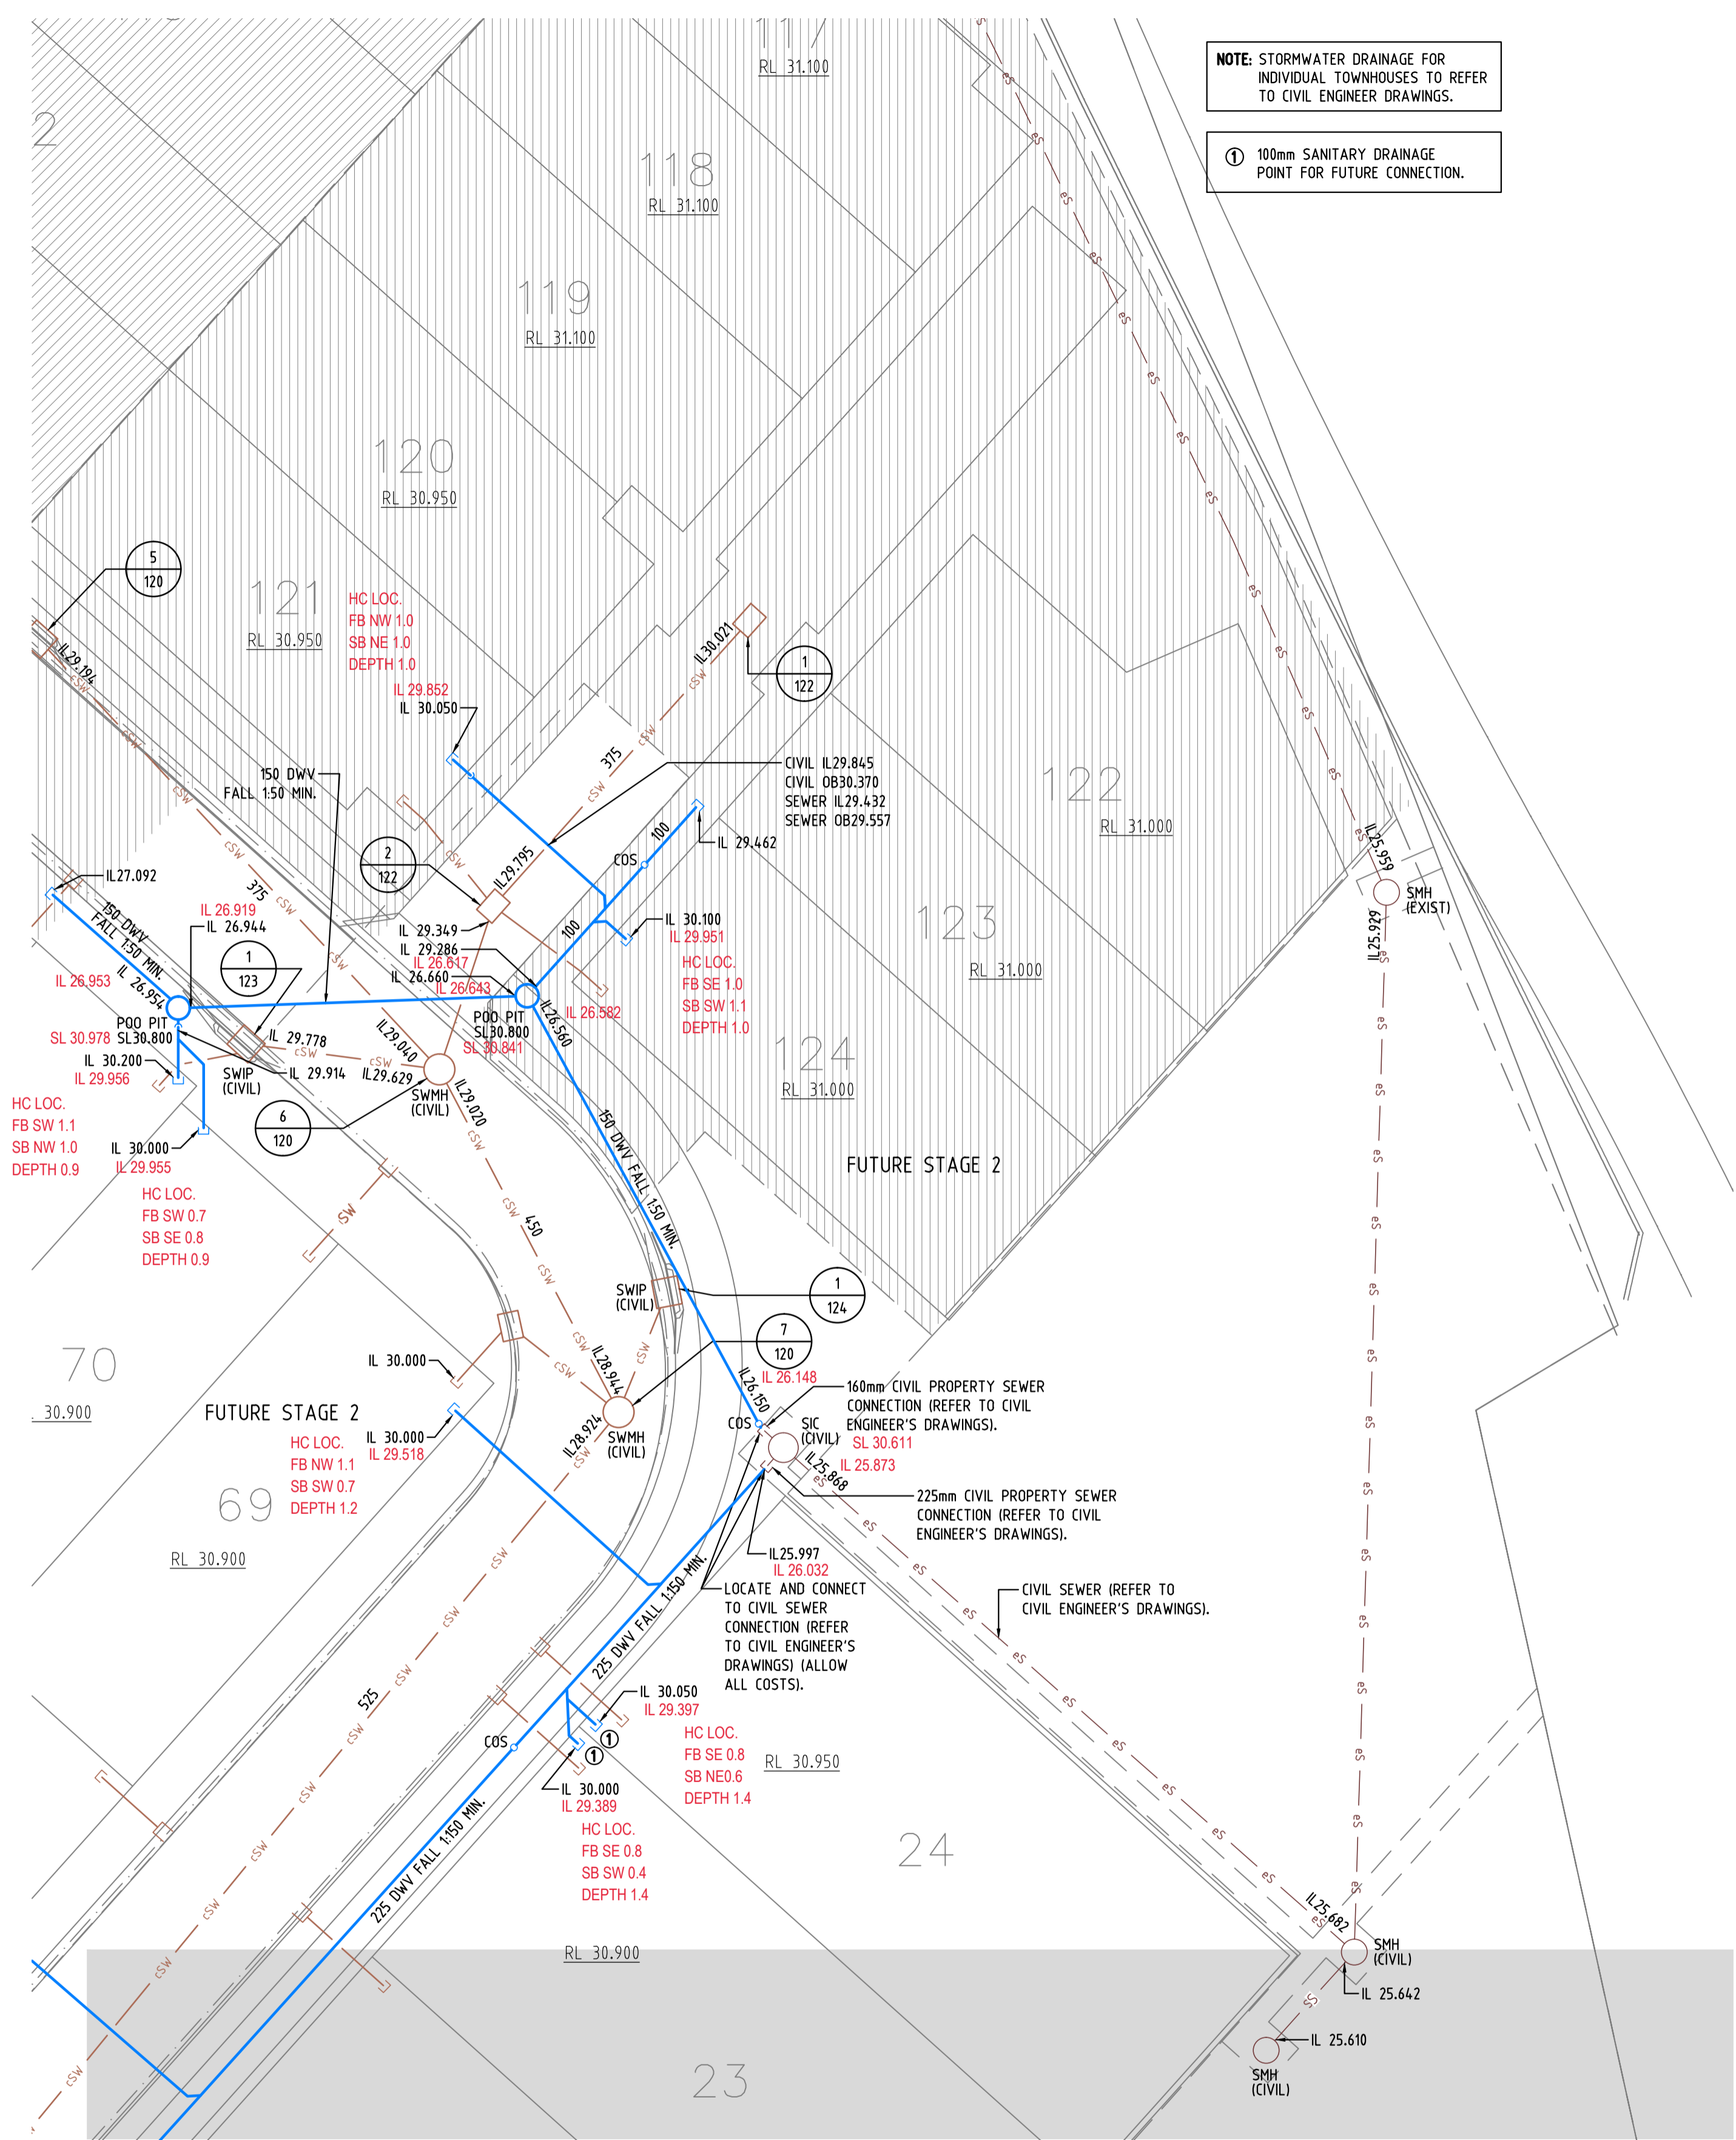 NOTE: STORMWATER DRAINAGE FOR
INDIVIDUAL TOWNHOUSES TO REFER
TO CIVIL ENGINEER DRAWINGS.
① 100mm SANITARY DRAINAGE
POINT FOR FUTURE CONNECTION.
RL 31.100
2
118
RL 31.100
119
RL 31.100
120
RL 30.950
5
120
121
RL 30.950
HC LOC.
FB NW 1.0
SB NE 1.0
DEPTH 1.0
IL 29.852
IL 30.050
IL29.194
IL30.021
1
122
375
150 DWV
FALL 1:50 MIN.
CIVIL IL29.845
CIVIL OB30.370
SEWER IL29.432
SEWER OB29.557
122
RL 31.000
IL25.959
SMH
(EXIST)
IL25.929
2
122
IL29.795
COS
100
IL 29.462
IL27.092
375
150 DWV
FALL 1:50 MIN.
IL 26.919
IL 26.944
1
123
IL 29.349
IL 29.286
IL 26.617
IL 26.660
IL 26.643
100
IL 30.100
IL 29.951
HC LOC.
FB SE 1.0
SB SW 1.1
DEPTH 1.0
123
RL 31.000
IL 26.953
IL 26.954
POO PIT
SL30.800
SL 30.978
IL 30.200
IL 29.956
IL 29.778
IL 29.914
SWIP
(CIVIL)
IL29.040
IL29.629
SWMH
(CIVIL)
IL29.020
POO PIT
SL30.800
SL 30.841
IL26.560
IL 26.582
124
RL 31.000
HC LOC.
FB SW 1.1
SB NW 1.0
DEPTH 0.9
6
120
IL 30.000
IL 29.955
HC LOC.
FB SW 0.7
SB SE 0.8
DEPTH 0.9
150 DWV FALL 1:50 MIN.
FUTURE STAGE 2
SW
450
SWIP
(CIVIL)
1
124
7
120
70
. 30.900
IL 30.000
FUTURE STAGE 2
HC LOC.
FB NW 1.1
SB SW 0.7
DEPTH 1.2
IL 30.000
IL 29.518
IL28.944
IL28.924
SWMH
(CIVIL)
IL 26.148
IL26.150
COS
160mm CIVIL PROPERTY SEWER
CONNECTION (REFER TO CIVIL
ENGINEER'S DRAWINGS).
SIC
(CIVIL)
SL 30.611
IL 25.873
IL25.868
225mm CIVIL PROPERTY SEWER
CONNECTION (REFER TO CIVIL
ENGINEER'S DRAWINGS).
69
RL 30.900
IL25.997
IL 26.032
LOCATE AND CONNECT
TO CIVIL SEWER
CONNECTION (REFER
TO CIVIL ENGINEER'S
DRAWINGS) (ALLOW
ALL COSTS).
CIVIL SEWER (REFER TO
CIVIL ENGINEER'S DRAWINGS).
225 DWV FALL 1:150 MIN.
525
COS
IL 30.050
IL 29.397
①
①
HC LOC.
FB SE 0.8
SB NE0.6
DEPTH 1.4
RL 30.950
IL 30.000
IL 29.389
HC LOC.
FB SE 0.8
SB SW 0.4
DEPTH 1.4
225 DWV FALL 1:150 MIN.
24
RL 30.900
IL25.682
SMH
(CIVIL)
IL 25.642
SS
IL 25.610
SMH
(CIVIL)
23